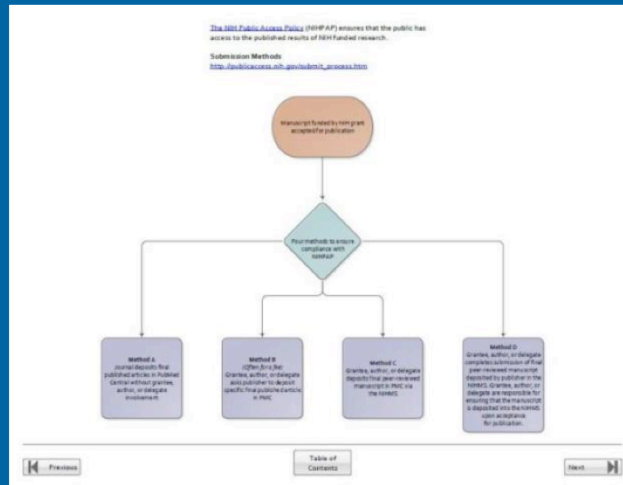 The NIH Public Access Policy (NIHPAP) ensures that the public has
access to the published results of NIH funded research.
Submission Methods
http://publicaccess.nih.gov/submit_process.htm
Manuscript funded by NIH grant
accepted for publication
Four methods to ensure
compliance with
NIHPAP
Method A
Journal deposits final
published articles in PubMed
Central without grantee,
author, or delegate
involvement.
Method B
(Often for a fee)
Grantee, author, or delegate
asks publisher to deposit
specific final published article
in PMC
Method C
Grantee, author, or delegate
deposits final peer-reviewed
manuscript in PMC via
the NIHMS.
Method D
Grantee, author, or delegate
completes submission of final
peer-reviewed manuscript
deposited by publisher in the
NIHMS. Grantee, author, or
delegate are responsible for
ensuring that the manuscript
is deposited into the NIHMS
upon acceptance
for publication.
Previous
Table of
Contents
Next